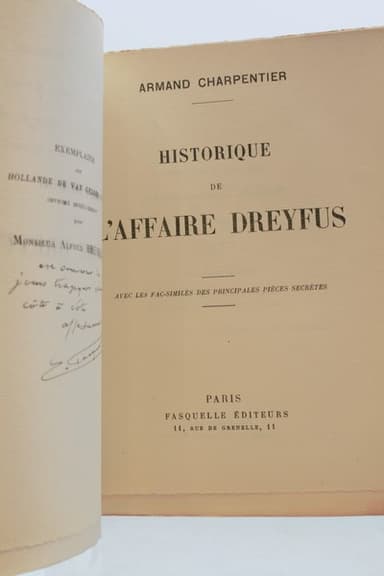 EXEMPLAIRE
HOLLANDE DE VAN
MONSIEUR ALFRED
côté à
ARMAND CHARPENTIER
HISTORIQUE
DE
L'AFFAIRE DREYFUS
AVEC LES FAC-SIMILÉS DES PRINCIPALES PIÈCES SECRÈTES
PARIS
FASQUELLE ÉDITEURS
11, RUE DE GRENELLE, 11